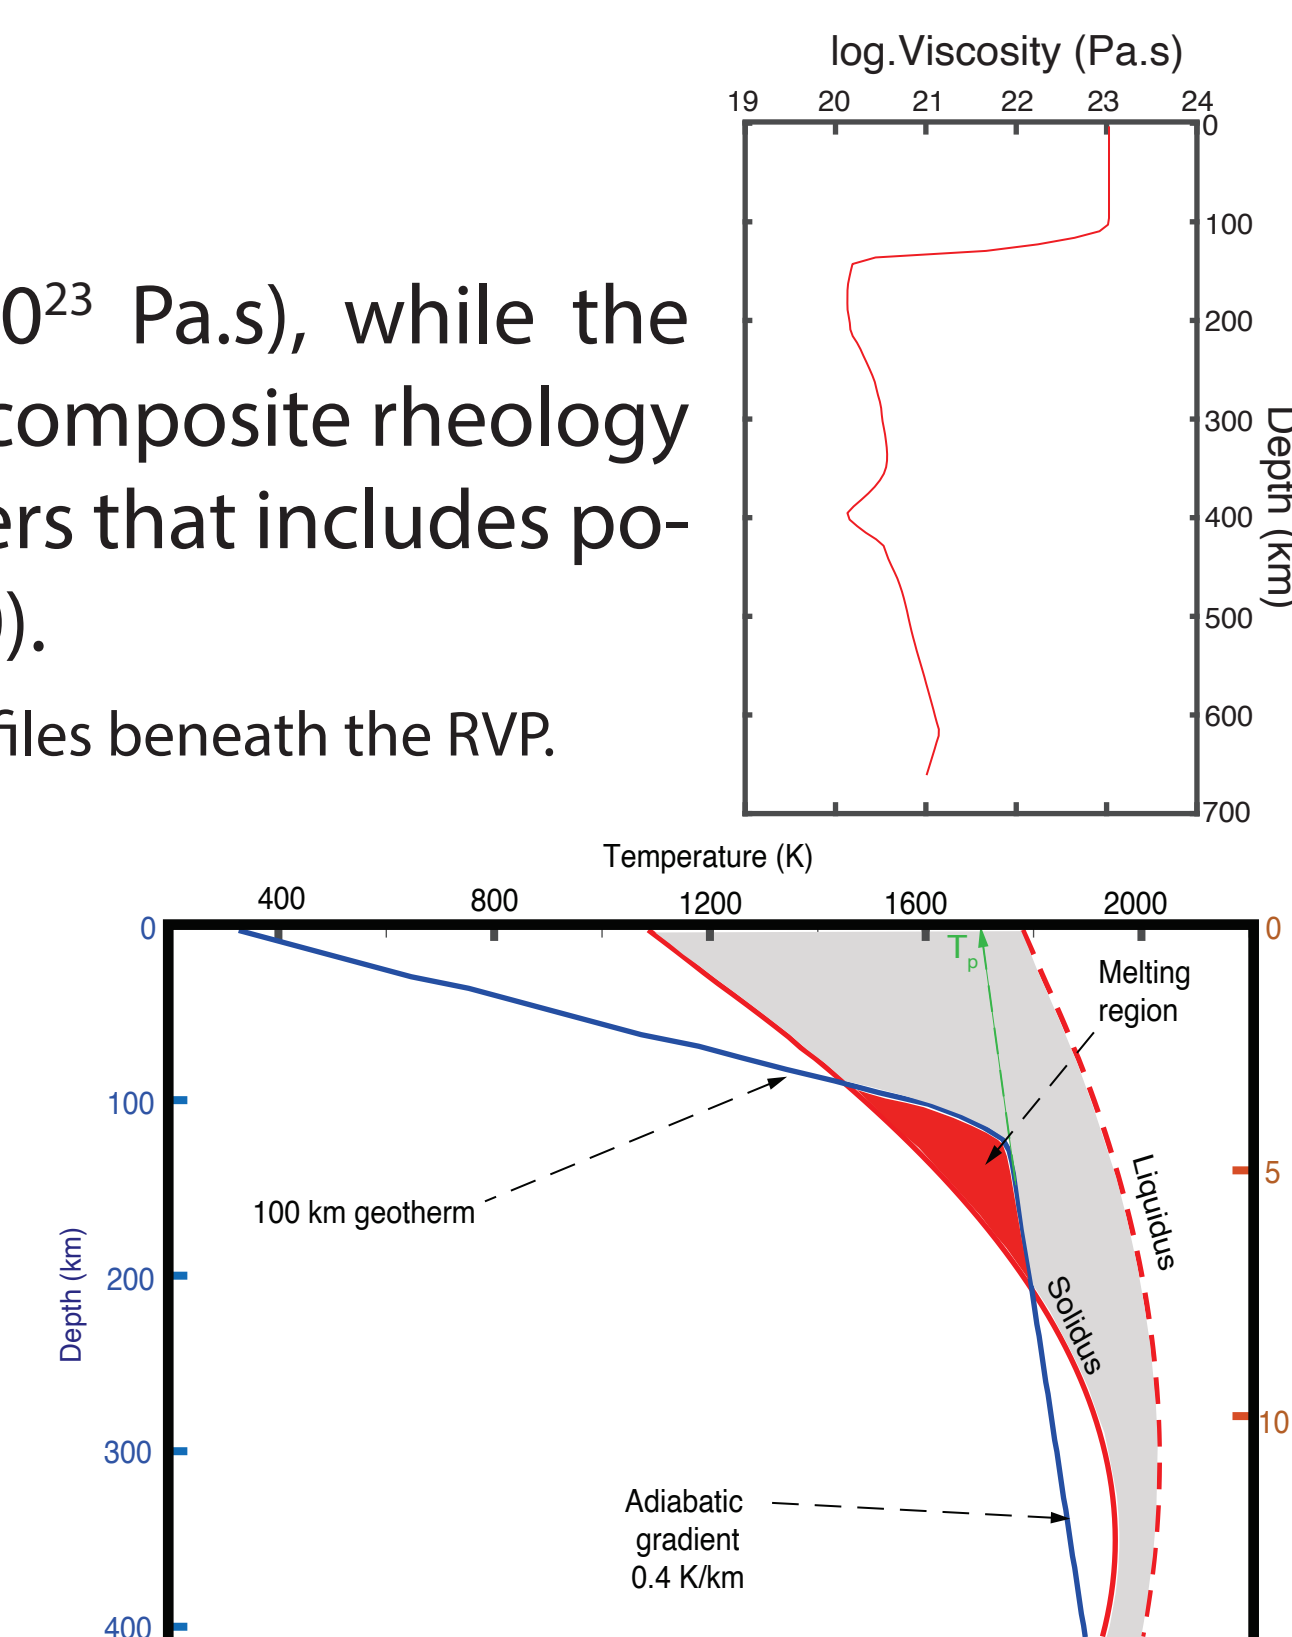 log.Viscosity (Pa.s)
19 20 21 22 23 24
0
100
200
300
400
500
600
700
Depth (km)
0²³ Pa.s), while the
composite rheology
ers that includes po-
).
files beneath the RVP.
Temperature (K)
400 800 1200 1600 2000
0
100
200
300
400
Depth (km)
0
5
10
Tp
Melting
region
100 km geotherm
Liquidus
Solidus
Adiabatic
gradient
0.4 K/km